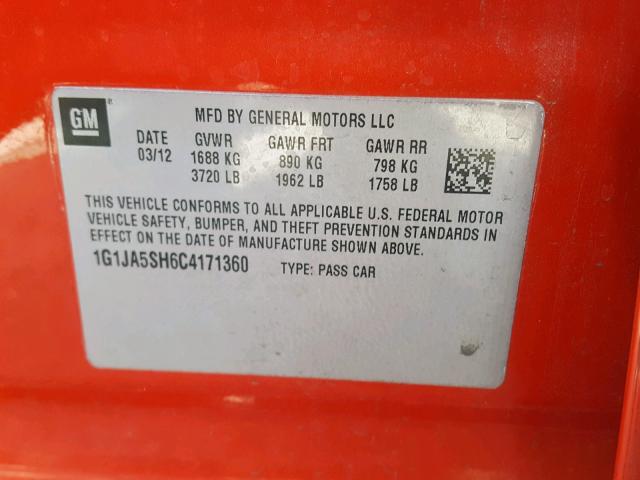 GM
MFD BY GENERAL MOTORS LLC
DATE GVWR GAWR FRT GAWR RR
03/12 1688 KG 890 KG 798 KG
3720 LB 1962 LB 1758 LB
THIS VEHICLE CONFORMS TO ALL APPLICABLE U.S. FEDERAL MOTOR
VEHICLE SAFETY, BUMPER, AND THEFT PREVENTION STANDARDS IN
EFFECT ON THE DATE OF MANUFACTURE SHOWN ABOVE.
1G1JA5SH6C4171360 TYPE: PASS CAR